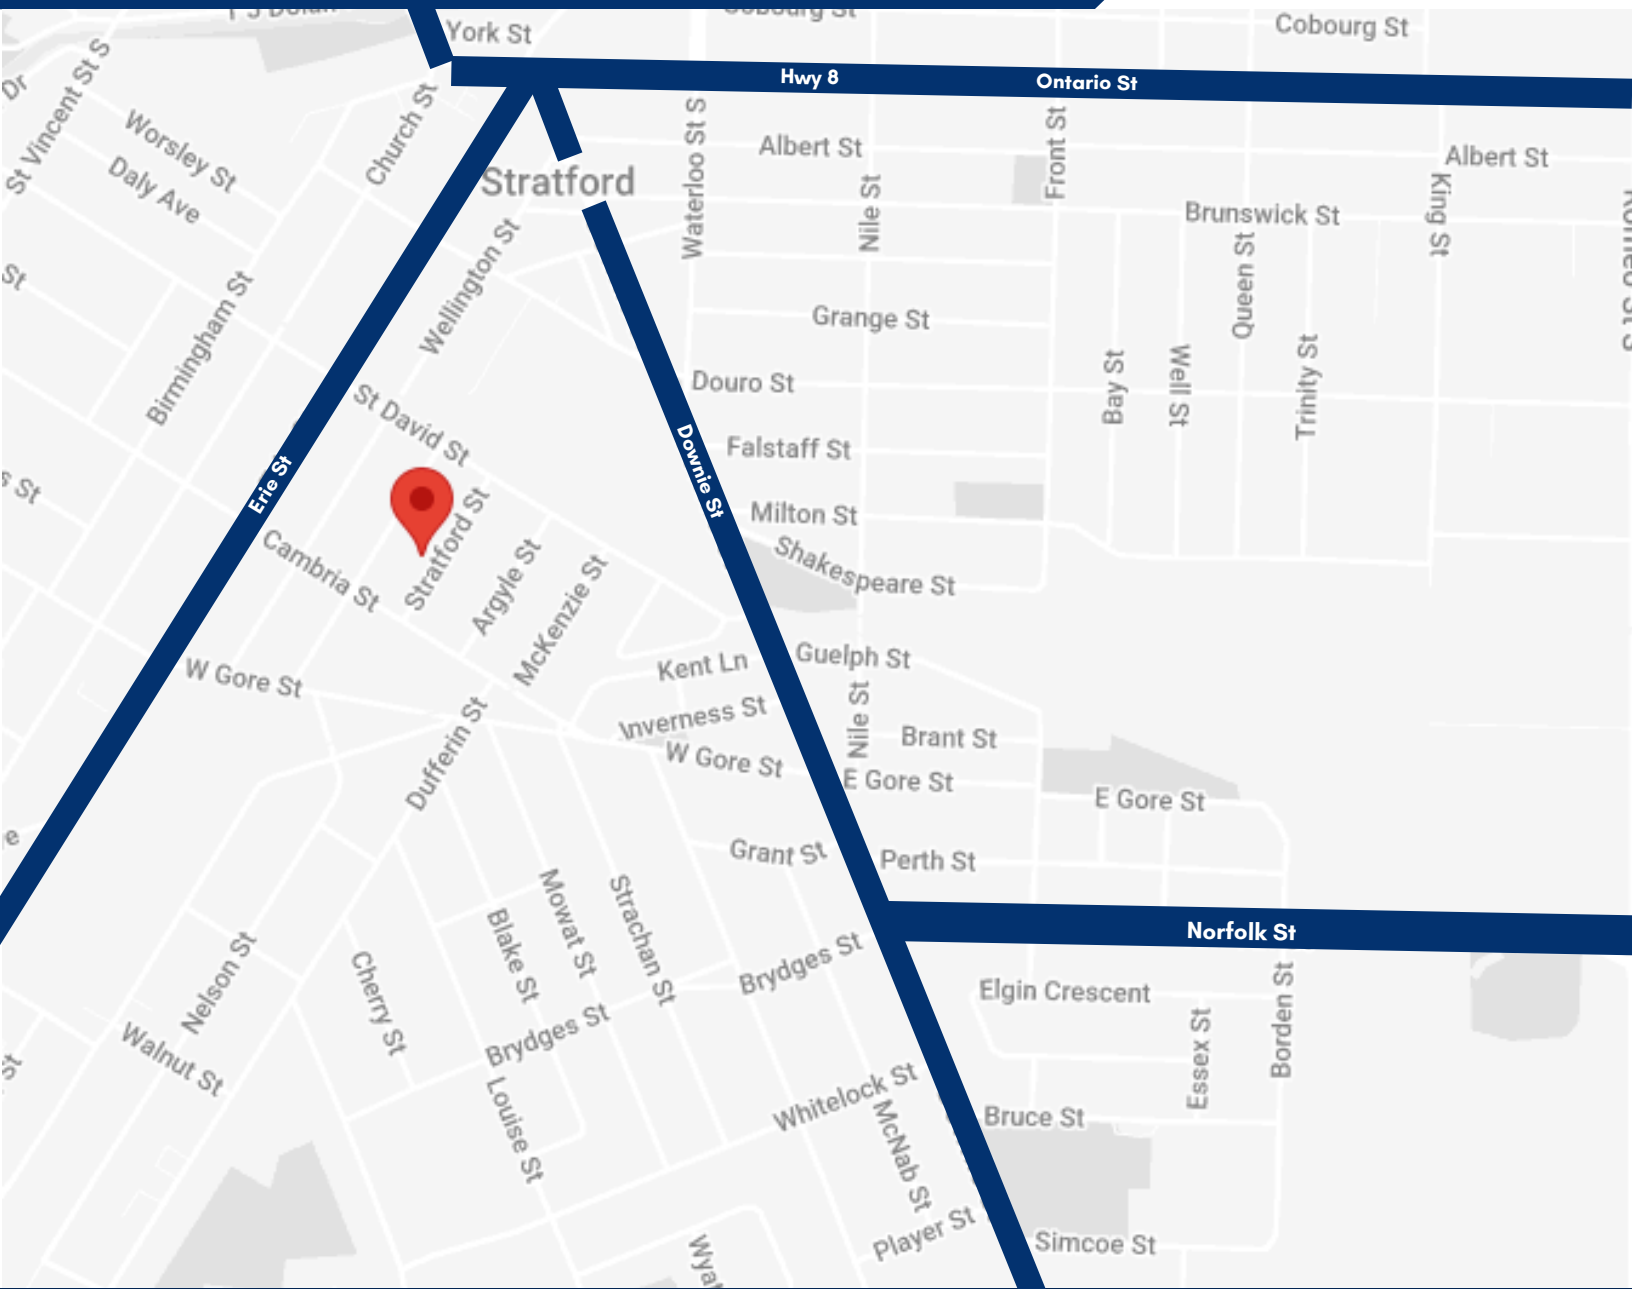 York St
Cobourg St
Cobourg St
Dr
St Vincent St S
Hwy 8
Ontario St
Worsley St
Church St
Daly Ave
Albert St
Albert St
Front St
Waterloo St S
Stratford
Nile St
King St
Brunswick St
St
Wellington St
Queen St
Birmingham St
Grange St
Douro St
Bay St
Well St
Trinity St
St David St
Falstaff St
Downie St
Erie St
s St
Milton St
Stratford St
Cambria St
Argyle St
Shakespeare St
McKenzie St
W Gore St
Kent Ln
Guelph St
Inverness St
Nile St
Brant St
Dufferin St
W Gore St
E Gore St
E Gore St
e
Grant St
Perth St
Mowat St
Strachan St
Blake St
Norfolk St
Nelson St
Cherry St
Brydges St
Elgin Crescent
Borden St
Brydges St
Essex St
Walnut St
St
Louise St
Whitelock St
McNab St
Bruce St
Player St
Simcoe St